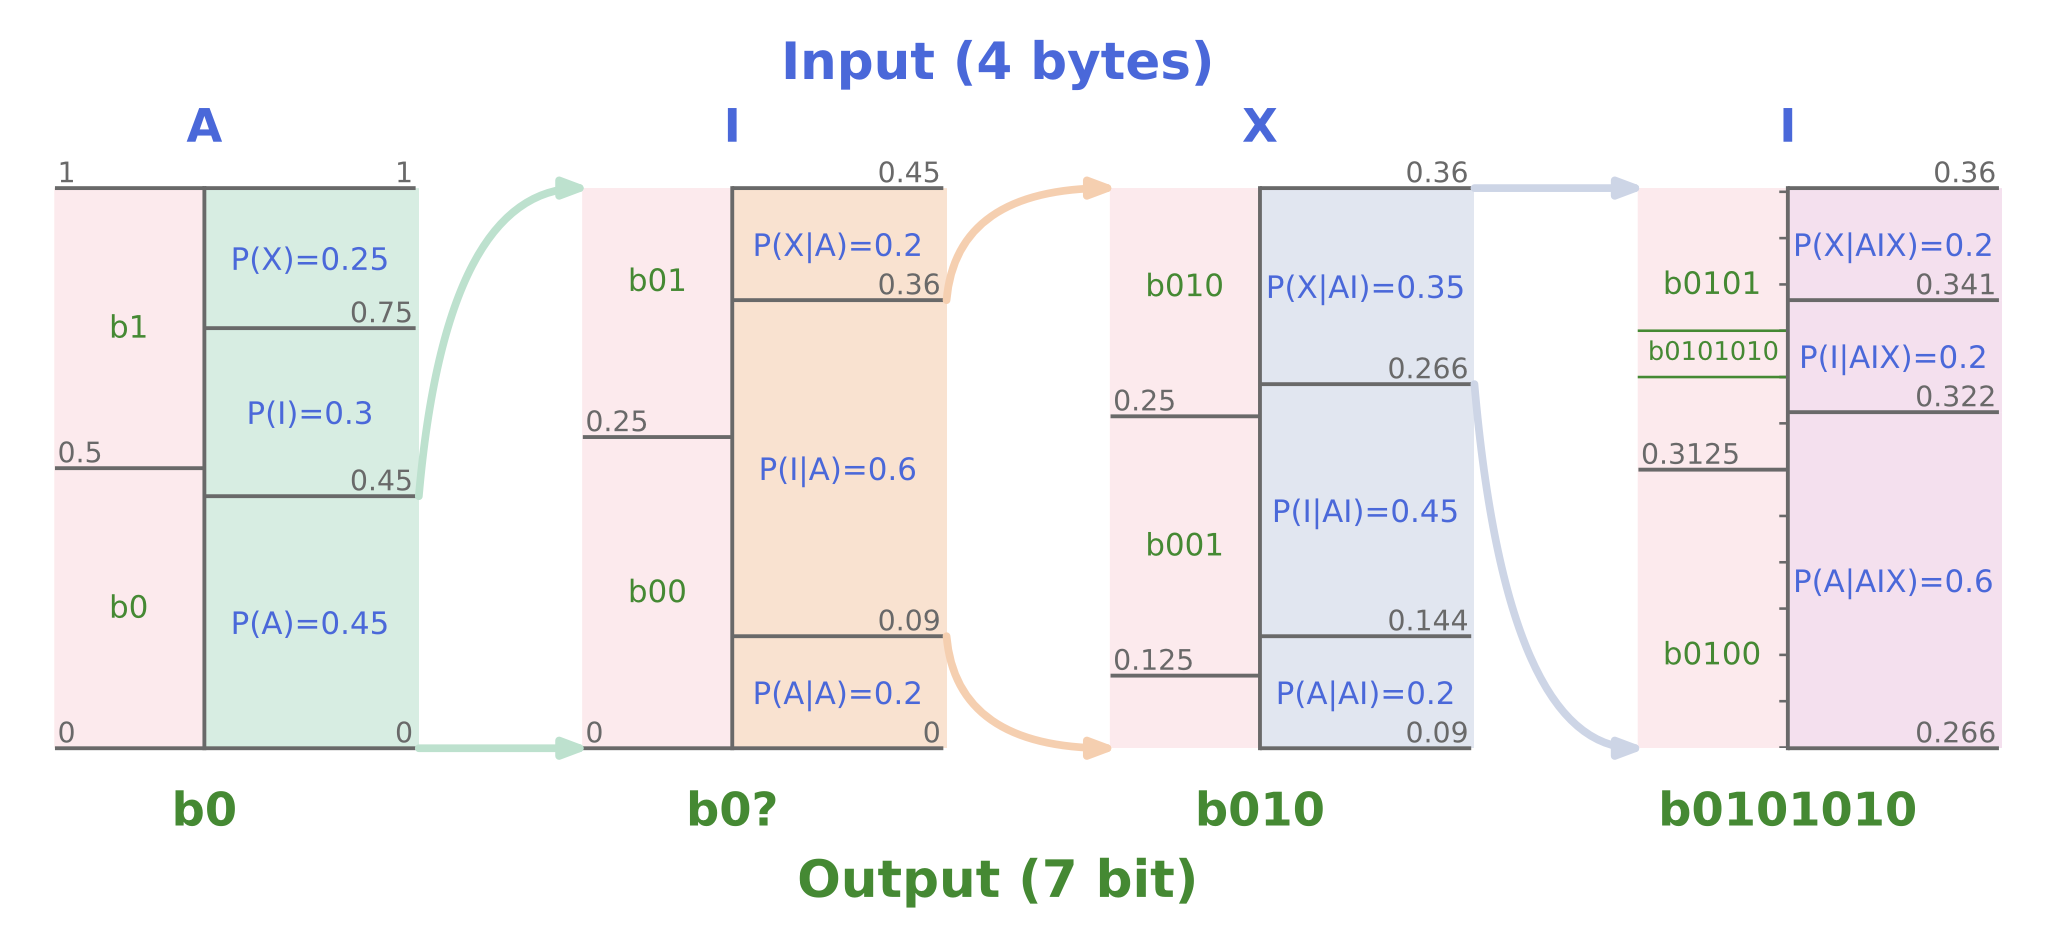 Input (4 bytes)
A I X I
1 1 0.45 0.36 0.36
P(X)=0.25
0.75
P(I)=0.3
0.45
P(A)=0.45
0
b1
0.5
b0
0
P(X|A)=0.2
0.36
P(I|A)=0.6
0.09
P(A|A)=0.2
0
b01
0.25
b00
0
P(X|AI)=0.35
0.266
P(I|AI)=0.45
0.144
P(A|AI)=0.2
0.09
b010
0.25
b001
0.125
P(X|AIX)=0.2
0.341
P(I|AIX)=0.2
0.322
P(A|AIX)=0.6
0.266
b0101
b0101010
0.3125
b0100
b0 b0? b010 b0101010
Output (7 bit)